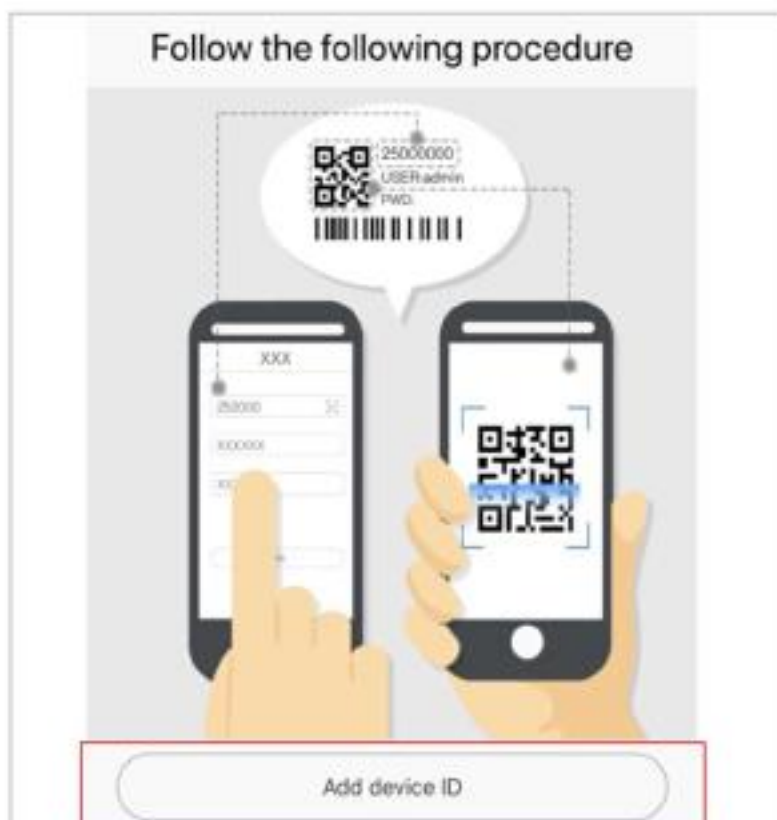 Follow the following procedure
25000000
USER:admin
PWD:
XXX
252000
XXXXXX
Add device ID